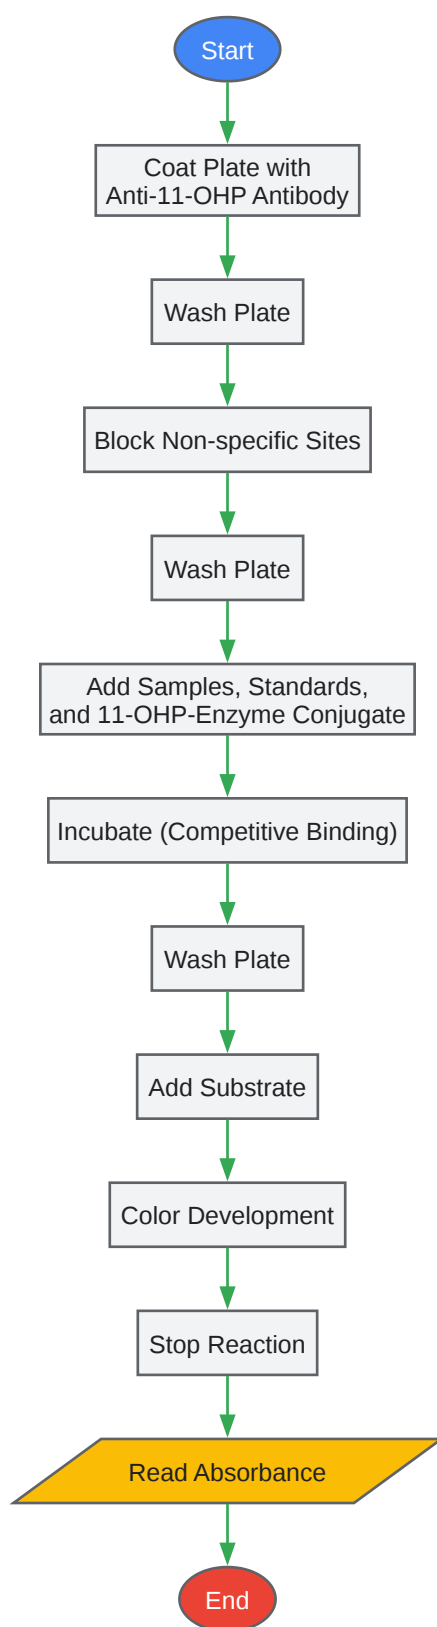 Start
Coat Plate with
Anti-11-OHP Antibody
Wash Plate
Block Non-specific Sites
Wash Plate
Add Samples, Standards,
and 11-OHP-Enzyme Conjugate
Incubate (Competitive Binding)
Wash Plate
Add Substrate
Color Development
Stop Reaction
Read Absorbance
End